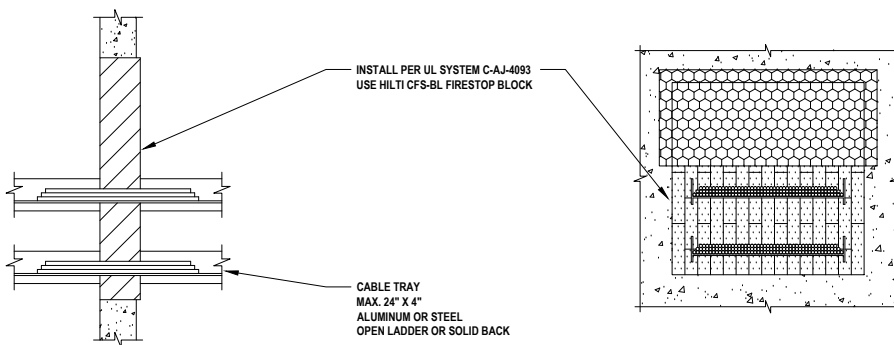 INSTALL PER UL SYSTEM C-AJ-4093
USE HILTI CFS-BL FIRESTOP BLOCK
CABLE TRAY
MAX. 24" X 4"
ALUMINUM OR STEEL
OPEN LADDER OR SOLID BACK